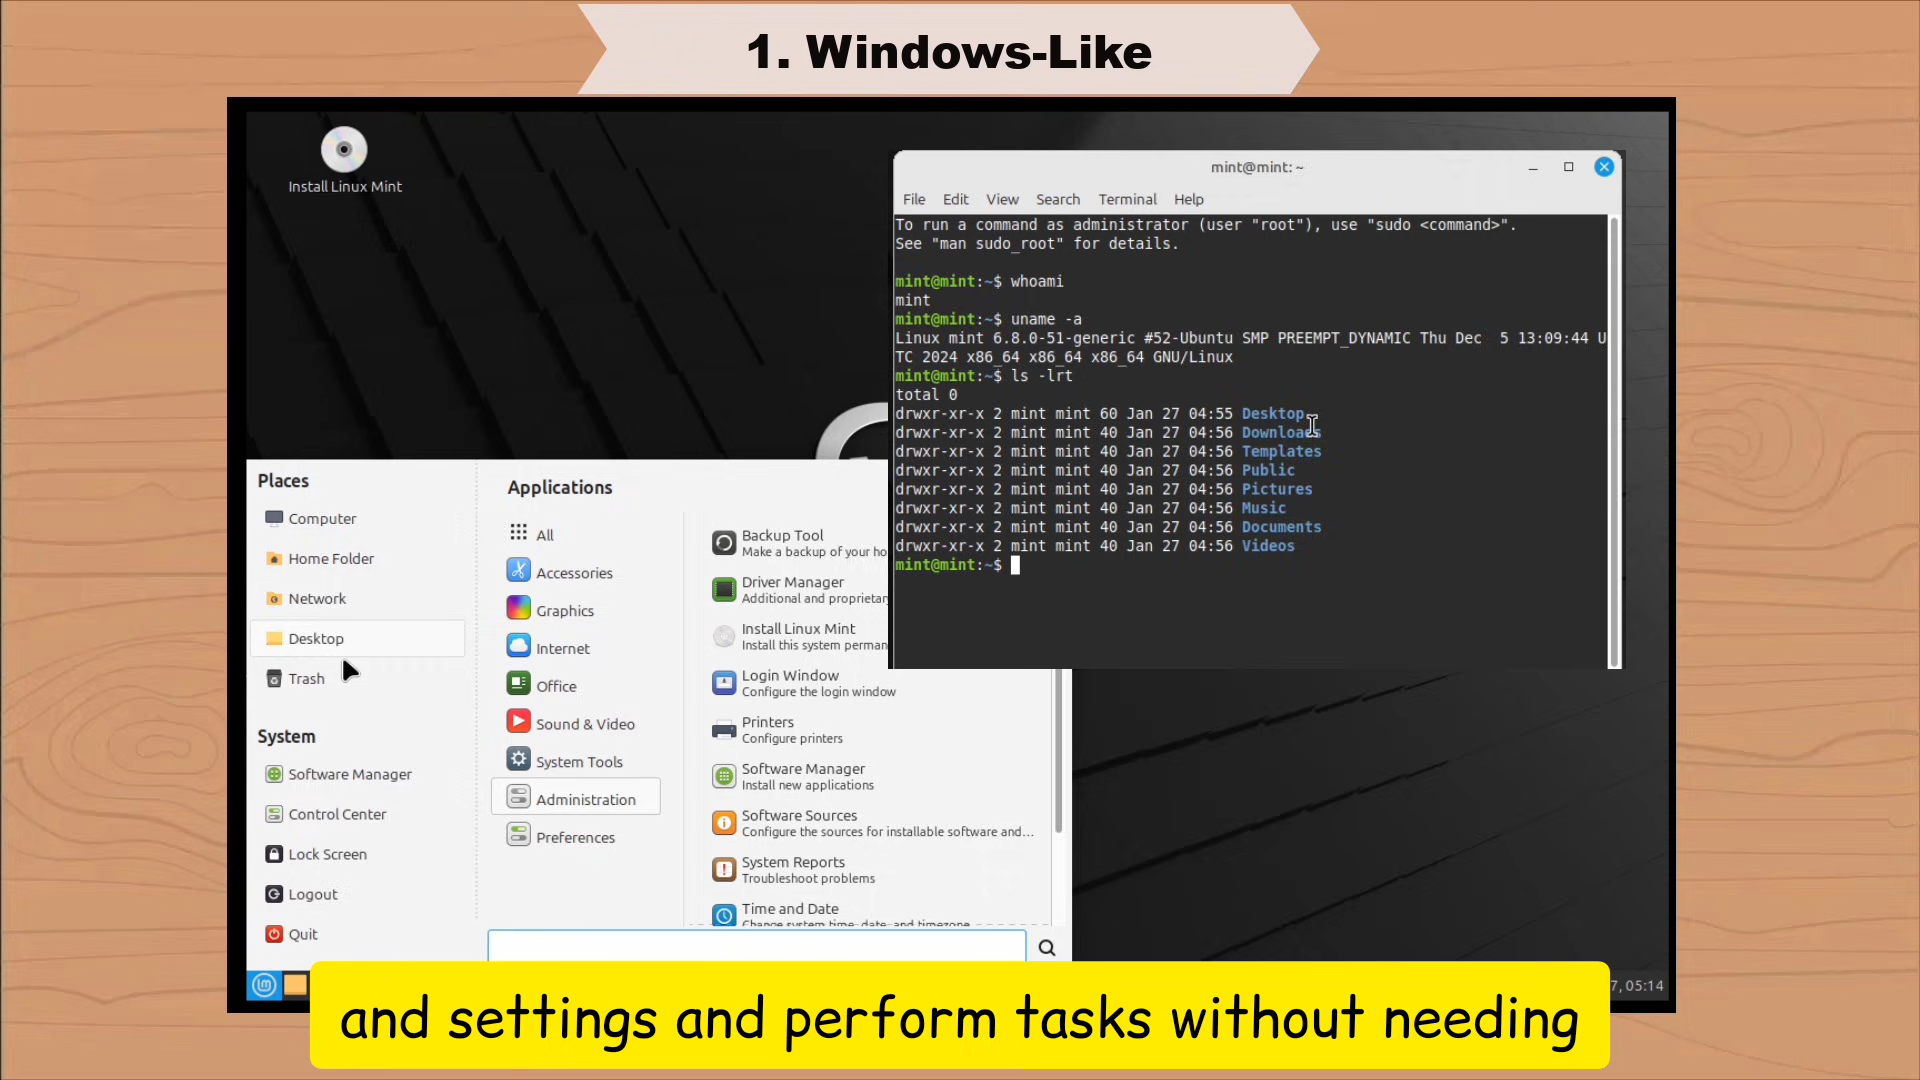 1. Windows-Like
Install Linux Mint
mint@mint: ~
File Edit View Search Terminal Help
To run a command as administrator (user "root"), use "sudo <command>".
See "man sudo_root" for details.
mint@mint:~$ whoami
mint
mint@mint:~$ uname -a
Linux mint 6.8.0-51-generic #52-Ubuntu SMP PREEMPT_DYNAMIC Thu Dec  5 13:09:44 U
TC 2024 x86_64 x86_64 x86_64 GNU/Linux
mint@mint:~$ ls -lrt
total 0
drwxr-xr-x 2 mint mint 60 Jan 27 04:55 Desktop
drwxr-xr-x 2 mint mint 40 Jan 27 04:56 Downloads
drwxr-xr-x 2 mint mint 40 Jan 27 04:56 Templates
drwxr-xr-x 2 mint mint 40 Jan 27 04:56 Public
drwxr-xr-x 2 mint mint 40 Jan 27 04:56 Pictures
drwxr-xr-x 2 mint mint 40 Jan 27 04:56 Music
drwxr-xr-x 2 mint mint 40 Jan 27 04:56 Documents
drwxr-xr-x 2 mint mint 40 Jan 27 04:56 Videos
mint@mint:~$
Places
Computer
Home Folder
Network
Desktop
Trash
System
Software Manager
Control Center
Lock Screen
Logout
Quit
Applications
All
Accessories
Graphics
Internet
Office
Sound & Video
System Tools
Administration
Preferences
Backup Tool
Make a backup of your ho
Driver Manager
Additional and proprietar
Install Linux Mint
Install this system perman
Login Window
Configure the login window
Printers
Configure printers
Software Manager
Install new applications
Software Sources
Configure the sources for installable software and...
System Reports
Troubleshoot problems
Time and Date
Change system time, date, and timezone
7, 05:14
and settings and perform tasks without needing